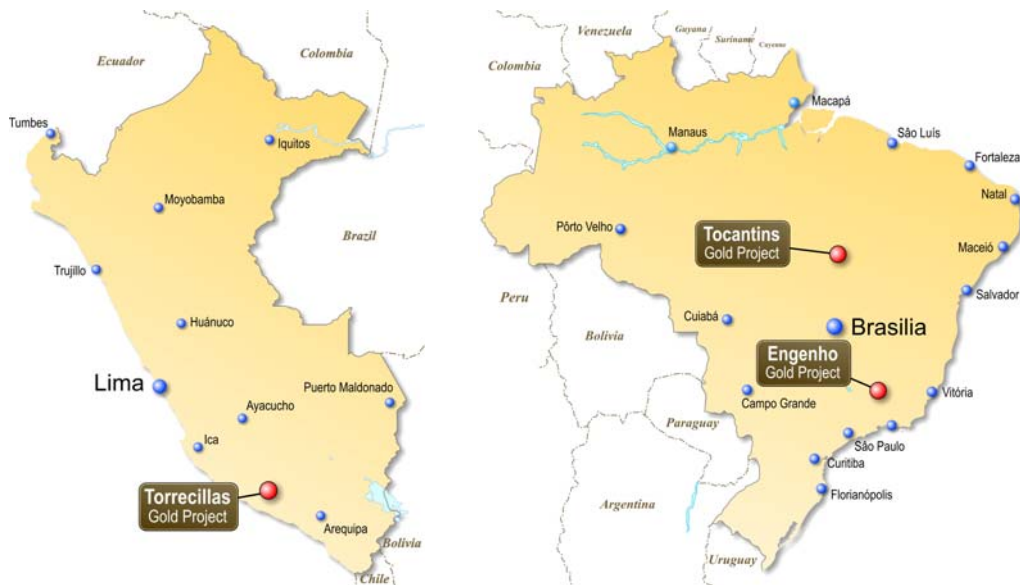 Ecuador
Colombia
Tumbes
Iquitos
Moyobamba
Brazil
Trujillo
Huánuco
Lima
Puerto Maldonado
Ayacucho
Ica
Torrecillas
Gold Project
Arequipa
Bolivia
Chile
Venezuela
Guyana
Suriname
Cayenne
Colombia
Macapá
Manaus
São Luís
Fortaleza
Natal
Pôrto Velho
Tocantins
Gold Project
Maceió
Salvador
Peru
Cuiabá
Brasilia
Bolivia
Engenho
Gold Project
Vitória
Campo Grande
Paraguay
São Paulo
Curitiba
Florianópolis
Argentina
Uruguay